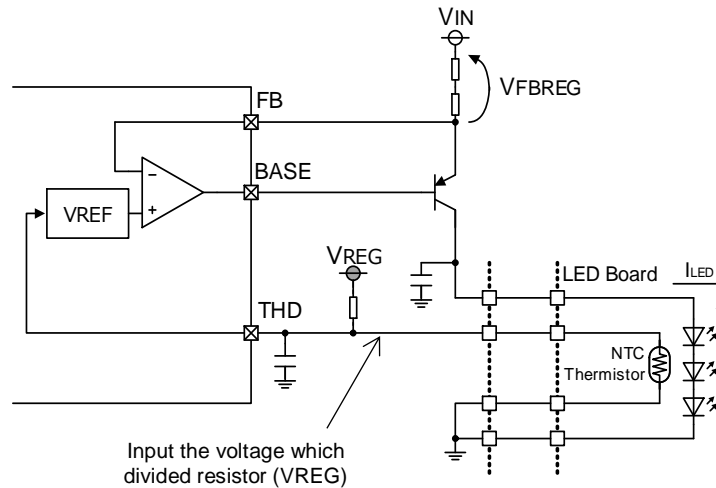 VIN
VFBREG
FB
BASE
−
+
VREF
VREG
THD
LED Board
ILED
NTC
Thermistor
Input the voltage which
divided resistor (VREG)